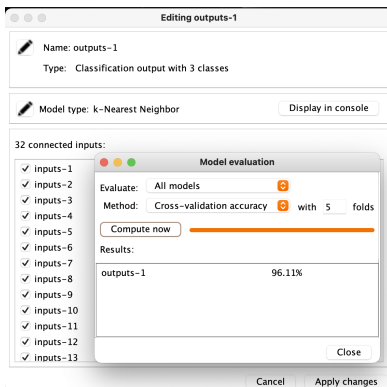 Editing outputs-1
Name: outputs-1
Type: Classification output with 3 classes
Model type: k-Nearest Neighbor
Display in console
32 connected inputs:
inputs-1
inputs-2
inputs-3
inputs-4
inputs-5
inputs-6
inputs-7
inputs-8
inputs-9
inputs-10
inputs-11
inputs-12
inputs-13
Model evaluation
Evaluate: All models
Method: Cross-validation accuracy with 5 folds
Compute now
Results:
outputs-1 96.11%
Close
Cancel Apply changes